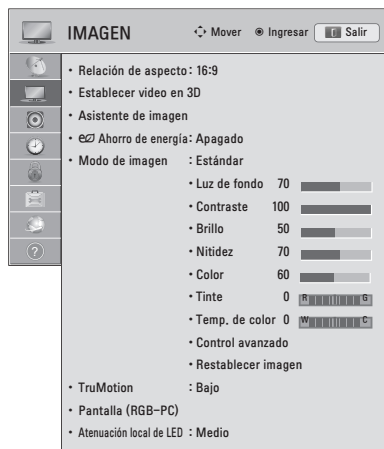 IMAGEN Mover Ingresar Salir
• Relación de aspecto : 16:9
• Establecer video en 3D
• Asistente de imagen
• Ahorro de energía : Apagado
• Modo de imagen : Estándar
• Luz de fondo 70
• Contraste 100
• Brillo 50
• Nitidez 70
• Color 60
• Tinte 0 R G
• Temp. de color 0 W C
• Control avanzado
• Restablecer imagen
• TruMotion : Bajo
• Pantalla (RGB-PC)
• Atenuación local de LED : Medio